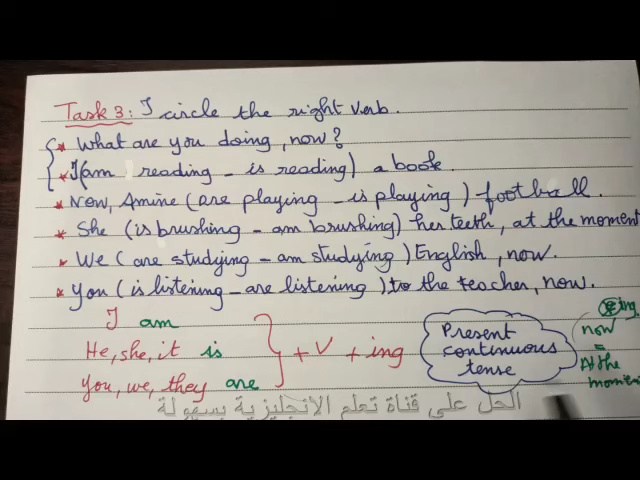 Task 3: I circle the right verb.
* What are you doing, now?
* I (am reading - is reading) a book.
* Now, Amine (are playing - is playing) football.
* She (is brushing - am brushing) her teeth, at the moment
* We (are studying - am studying) English, now.
* You (is listening - are listening) to the teacher, now.
I am
He, she, it is
You, we, they are
+ V + ing
Present
continuous
tense
ing
now
=
At the
moment
الحل على قناة تعلم الانجليزية بسهولة